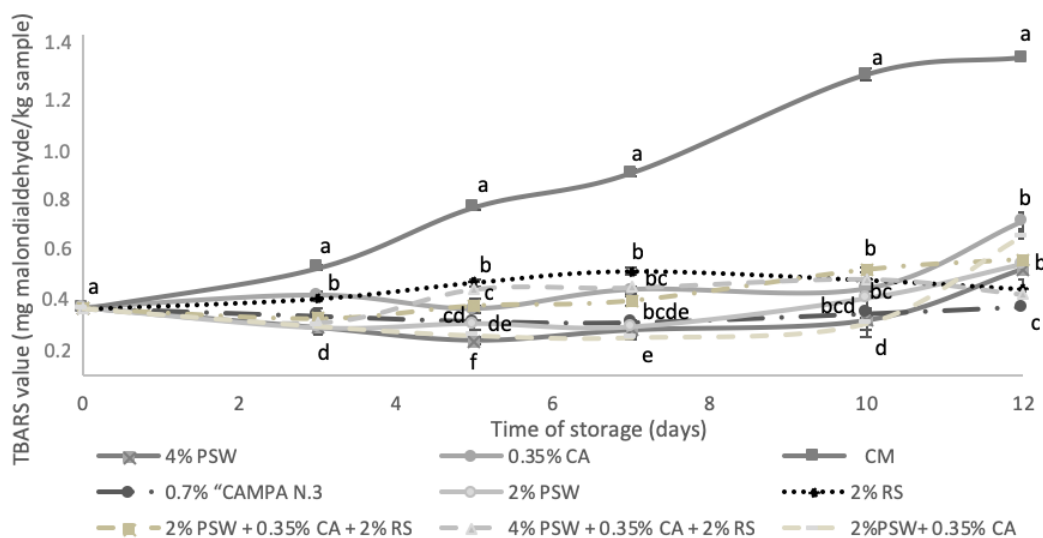 TBARS value (mg malondialdehyde/kg sample)
1.4
1.2
1.0
0.8
0.6
0.4
0.2
a
a
b
d
a
b
c
cd
de
f
a
b
bc
bcde
e
a
b
bc
bcd
d
a
b
b
c
0 2 4 6 8 10 12
Time of storage (days)
4% PSW 0.35% CA CM
0.7% “CAMPA N.3 2% PSW 2% RS
2% PSW + 0.35% CA + 2% RS 4% PSW + 0.35% CA + 2% RS 2%PSW+ 0.35% CA